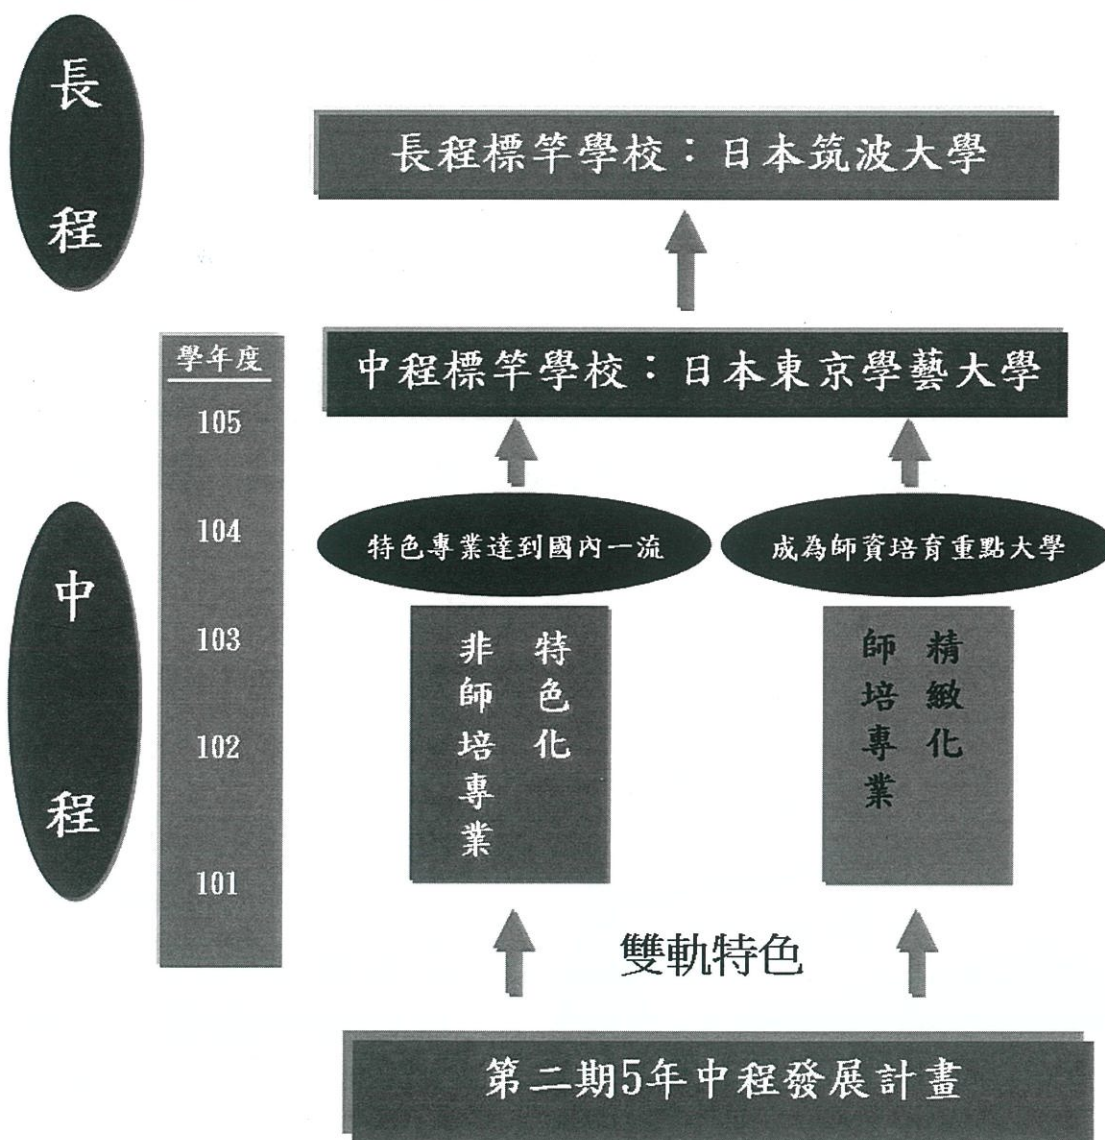 長程
長程標竿學校：日本筑波大學
學年度
105
104
103
102
101
中程標竿學校：日本東京學藝大學
中程
特色專業達到國內一流
成為師資培育重點大學
特色化
非師培專業
精緻化
師培專業
雙軌特色
第二期5年中程發展計畫